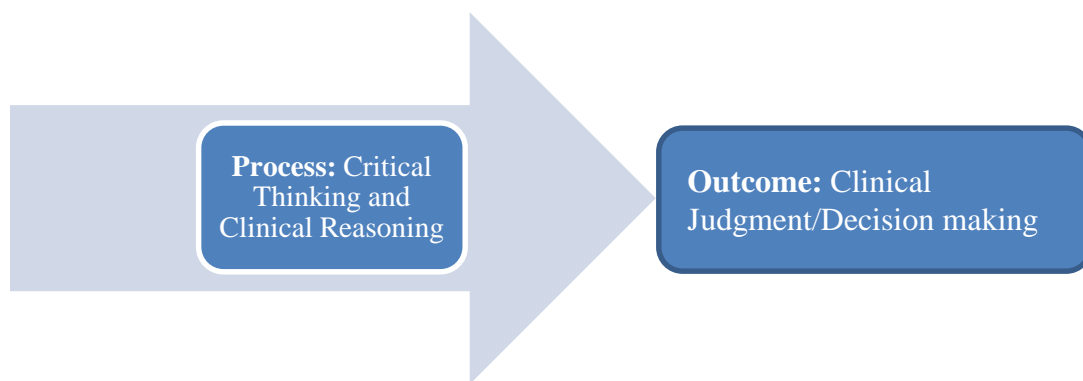 Process: Critical
Thinking and
Clinical Reasoning
Outcome: Clinical
Judgment/Decision making